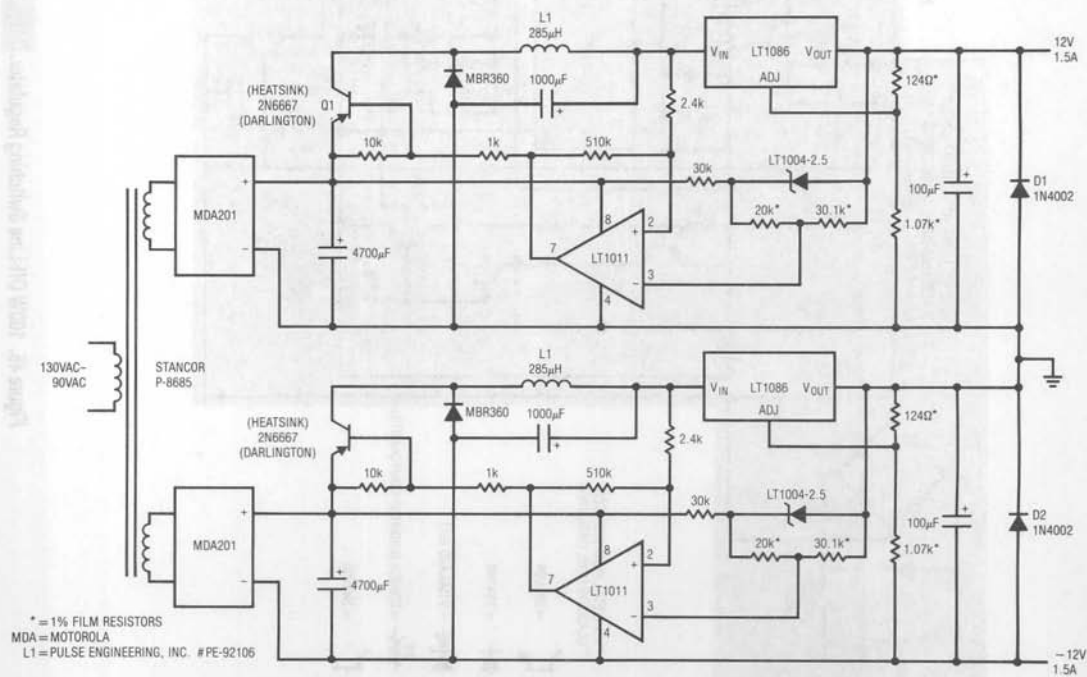 L1
285µH
12V
1.5A
V_IN
LT1086
V_OUT
ADJ
MBR360
1000µF
+
124Ω*
(HEATSINK)
2N6667
(DARLINGTON)
Q1
2.4k
10k
1k
510k
LT1004-2.5
30k
MDA201
+
−
20k*
30.1k*
100µF
+
D1
1N4002
+
4700µF
8
2
+
7
LT1011
3
−
4
1.07k*
130VAC–
90VAC
STANCOR
P-8685
L1
285µH
V_IN
LT1086
V_OUT
ADJ
MBR360
1000µF
+
124Ω*
(HEATSINK)
2N6667
(DARLINGTON)
2.4k
10k
1k
510k
LT1004-2.5
30k
MDA201
+
−
20k*
30.1k*
100µF
+
D2
1N4002
+
4700µF
8
2
+
7
LT1011
3
−
4
1.07k*
* = 1% FILM RESISTORS
MDA = MOTOROLA
L1 = PULSE ENGINEERING, INC. #PE-92106
−12V
1.5A